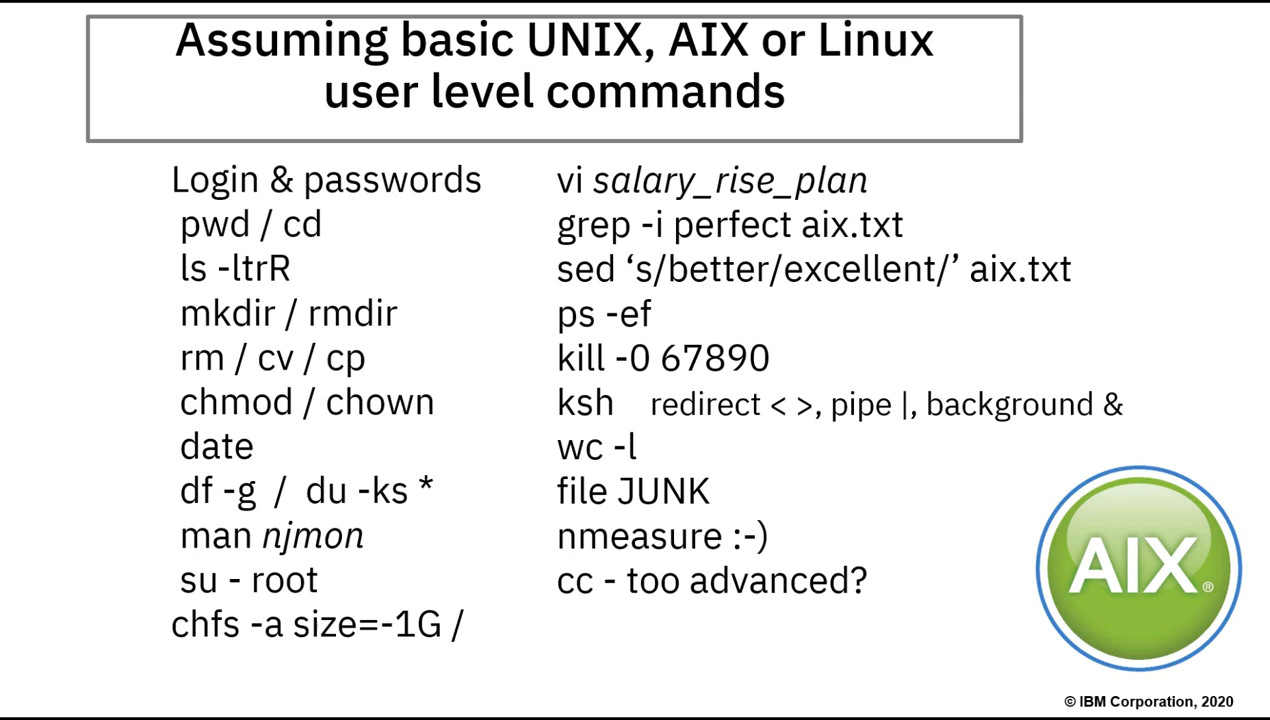 Assuming basic UNIX, AIX or Linux
user level commands
Login & passwords
pwd / cd
ls -ltrR
mkdir / rmdir
rm / cv / cp
chmod / chown
date
df -g / du -ks *
man njmon
su - root
chfs -a size=-1G /
vi salary_rise_plan
grep -i perfect aix.txt
sed ‘s/better/excellent/’ aix.txt
ps -ef
kill -0 67890
ksh redirect < >, pipe |, background &
wc -l
file JUNK
nmeasure :-)
cc - too advanced?
AIX®
© IBM Corporation, 2020